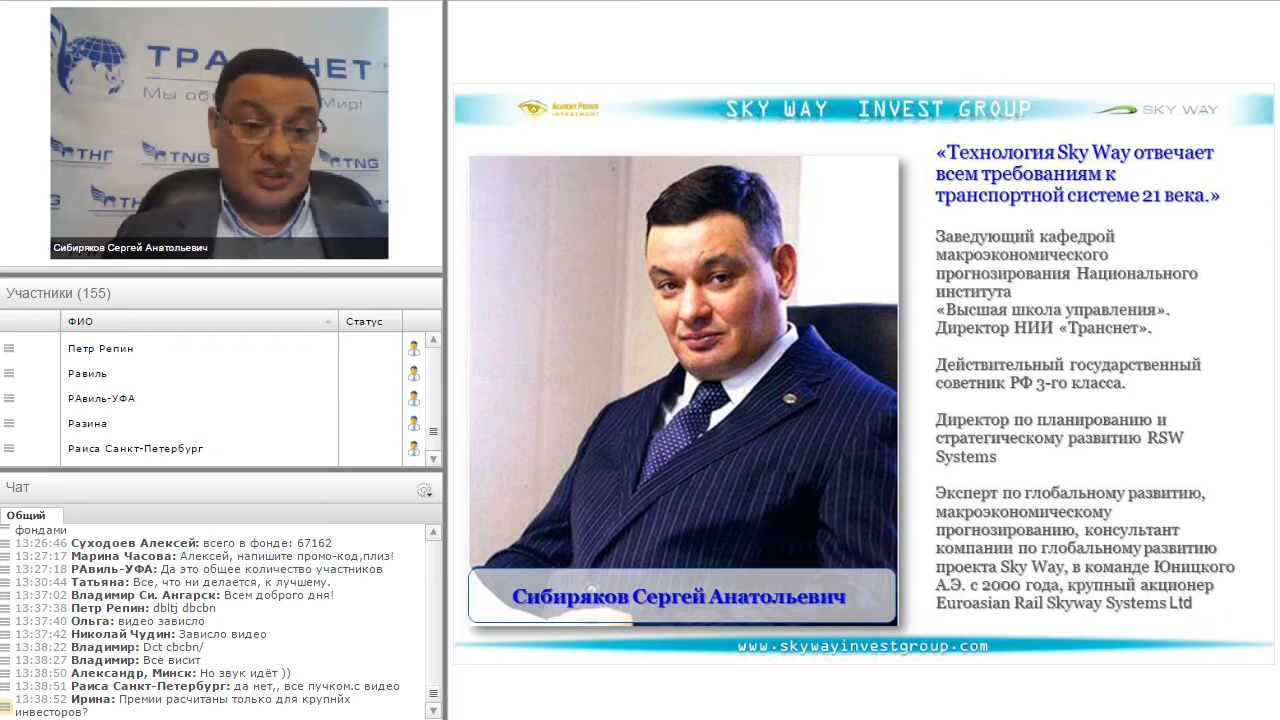 ТРАНСНЕТ
Мы об
Мир!
ТНГ
TNG
TNG
ТНГ
TNG
Сибиряков Сергей Анатольевич
Участники (155)
ФИО Статус
Петр Репин
Равиль
РАвиль-УФА
Разина
Раиса Санкт-Петербург
Чат
Общий
фондами
13:26:46 Суходоев Алексей: всего в фонде: 67162
13:27:17 Марина Часова: Алексей, напишите промо-код,плиз!
13:27:18 РАвиль-УФА: Да это общее количество участников
13:30:44 Татьяна: Все, что ни делается, к лучшему.
13:37:02 Владимир Си. Ангарск: Всем доброго дня!
13:37:38 Петр Репин: dbltj dbcbn
13:37:40 Ольга: видео зависло
13:37:42 Николай Чудин: Зависло видео
13:38:22 Владимир: Dct cbcbn/
13:38:27 Владимир: Все висит
13:38:50 Александр, Минск: Но звук идёт ))
13:38:51 Раиса Санкт-Петербург: да нет,, все пучком.с видео
13:38:52 Ирина: Премии расчитаны только для крупнйх
инвесторов?
ACADEMY PRIVATE
INVESTMENT
SKY WAY INVEST GROUP
SKY WAY
«Технология Sky Way отвечает
всем требованиям к
транспортной системе 21 века.»
Заведующий кафедрой
макроэкономического
прогнозирования Национального
института
«Высшая школа управления».
Директор НИИ «Транснет».
Действительный государственный
советник РФ 3-го класса.
Директор по планированию и
стратегическому развитию RSW
Systems
Эксперт по глобальному развитию,
макроэкономическому
прогнозированию, консультант
компании по глобальному развитию
проекта Sky Way, в команде Юницкого
А.Э. с 2000 года, крупный акционер
Euroasian Rail Skyway Systems Ltd
Сибиряков Сергей Анатольевич
www.skywayinvestgroup.com